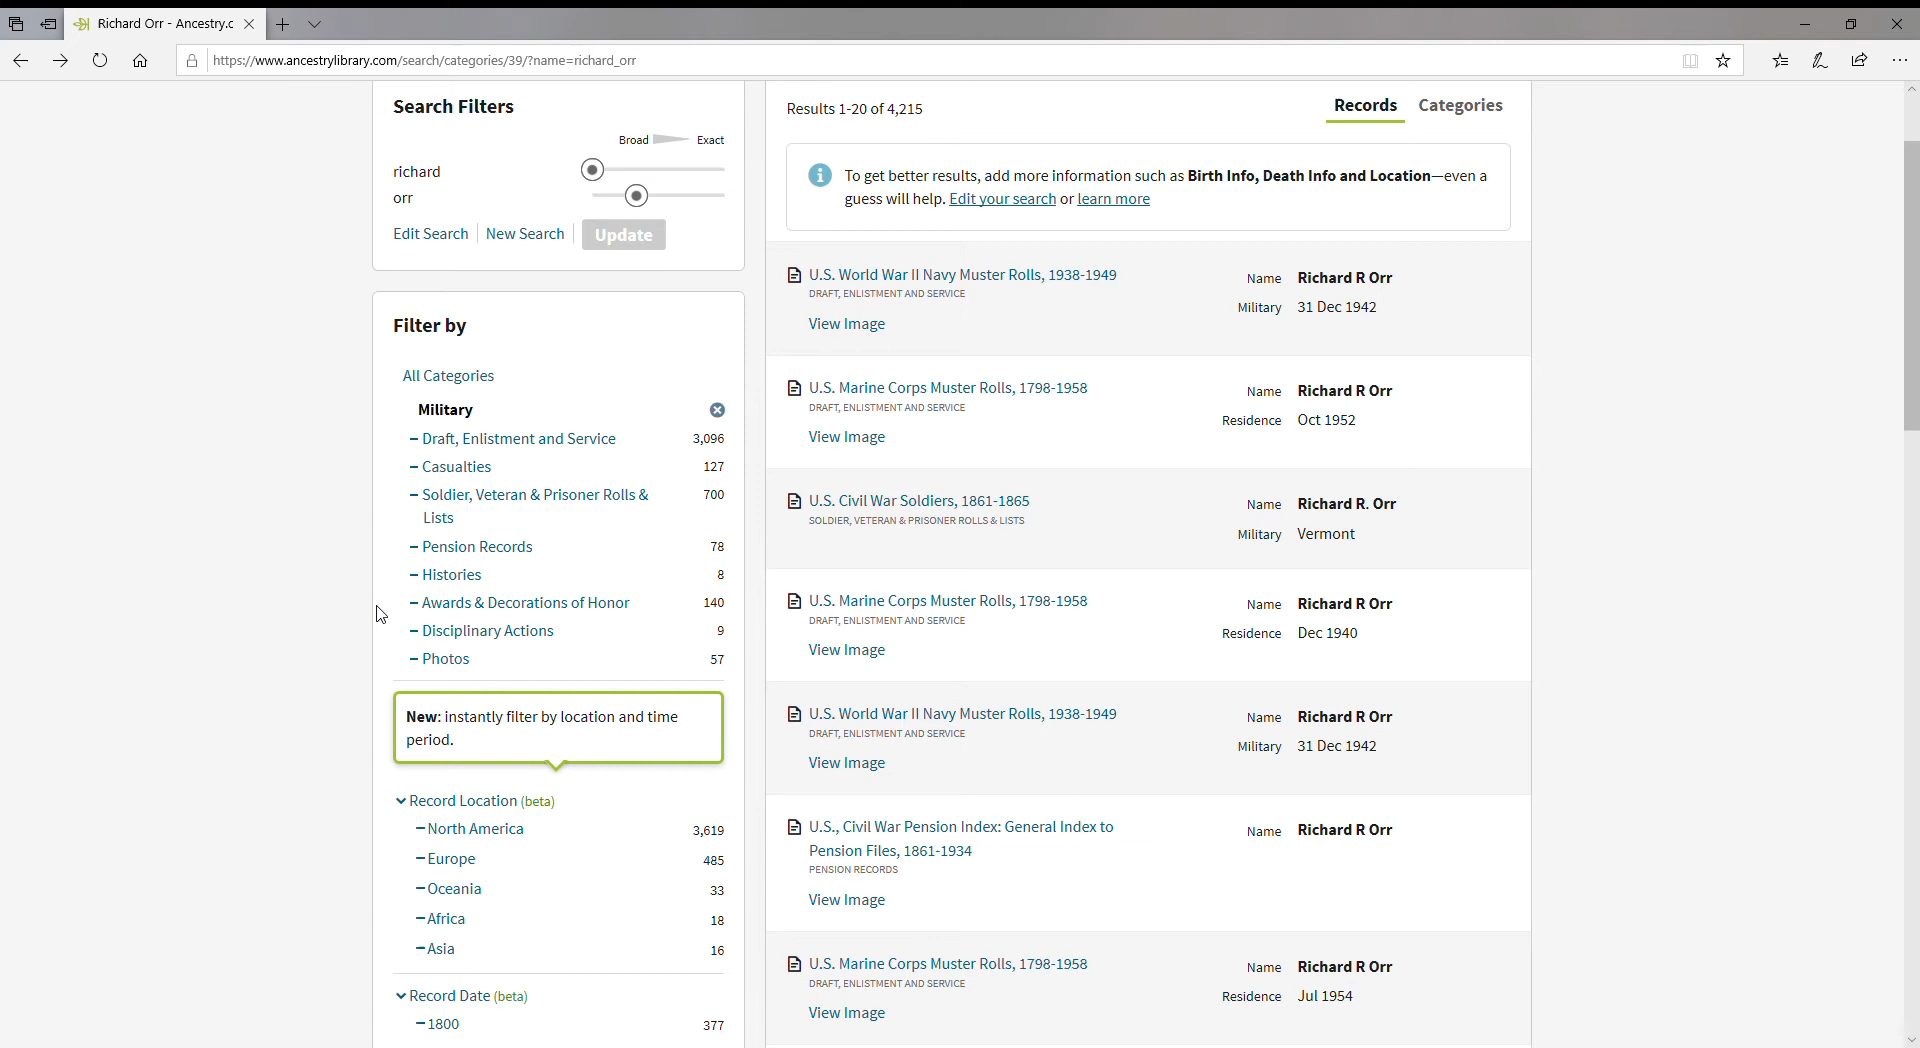 Richard Orr - Ancestry.c
https://www.ancestrylibrary.com/search/categories/39/?name=richard_orr
Search Filters
Broad Exact
richard
orr
Edit Search New Search Update
Filter by
All Categories
Military
Draft, Enlistment and Service 3,096
Casualties 127
Soldier, Veteran & Prisoner Rolls & 700
Lists
Pension Records 78
Histories 8
Awards & Decorations of Honor 140
Disciplinary Actions 9
Photos 57
New: instantly filter by location and time
period.
Record Location (beta)
North America 3,619
Europe 485
Oceania 33
Africa 18
Asia 16
Record Date (beta)
1800 377
Results 1-20 of 4,215
Records Categories
To get better results, add more information such as Birth Info, Death Info and Location—even a
guess will help. Edit your search or learn more
U.S. World War II Navy Muster Rolls, 1938-1949 Name Richard R Orr
DRAFT, ENLISTMENT AND SERVICE
Military 31 Dec 1942
View Image
U.S. Marine Corps Muster Rolls, 1798-1958 Name Richard R Orr
DRAFT, ENLISTMENT AND SERVICE
Residence Oct 1952
View Image
U.S. Civil War Soldiers, 1861-1865 Name Richard R. Orr
SOLDIER, VETERAN & PRISONER ROLLS & LISTS
Military Vermont
U.S. Marine Corps Muster Rolls, 1798-1958 Name Richard R Orr
DRAFT, ENLISTMENT AND SERVICE
Residence Dec 1940
View Image
U.S. World War II Navy Muster Rolls, 1938-1949 Name Richard R Orr
DRAFT, ENLISTMENT AND SERVICE
Military 31 Dec 1942
View Image
U.S., Civil War Pension Index: General Index to Name Richard R Orr
Pension Files, 1861-1934
PENSION RECORDS
View Image
U.S. Marine Corps Muster Rolls, 1798-1958 Name Richard R Orr
DRAFT, ENLISTMENT AND SERVICE
Residence Jul 1954
View Image